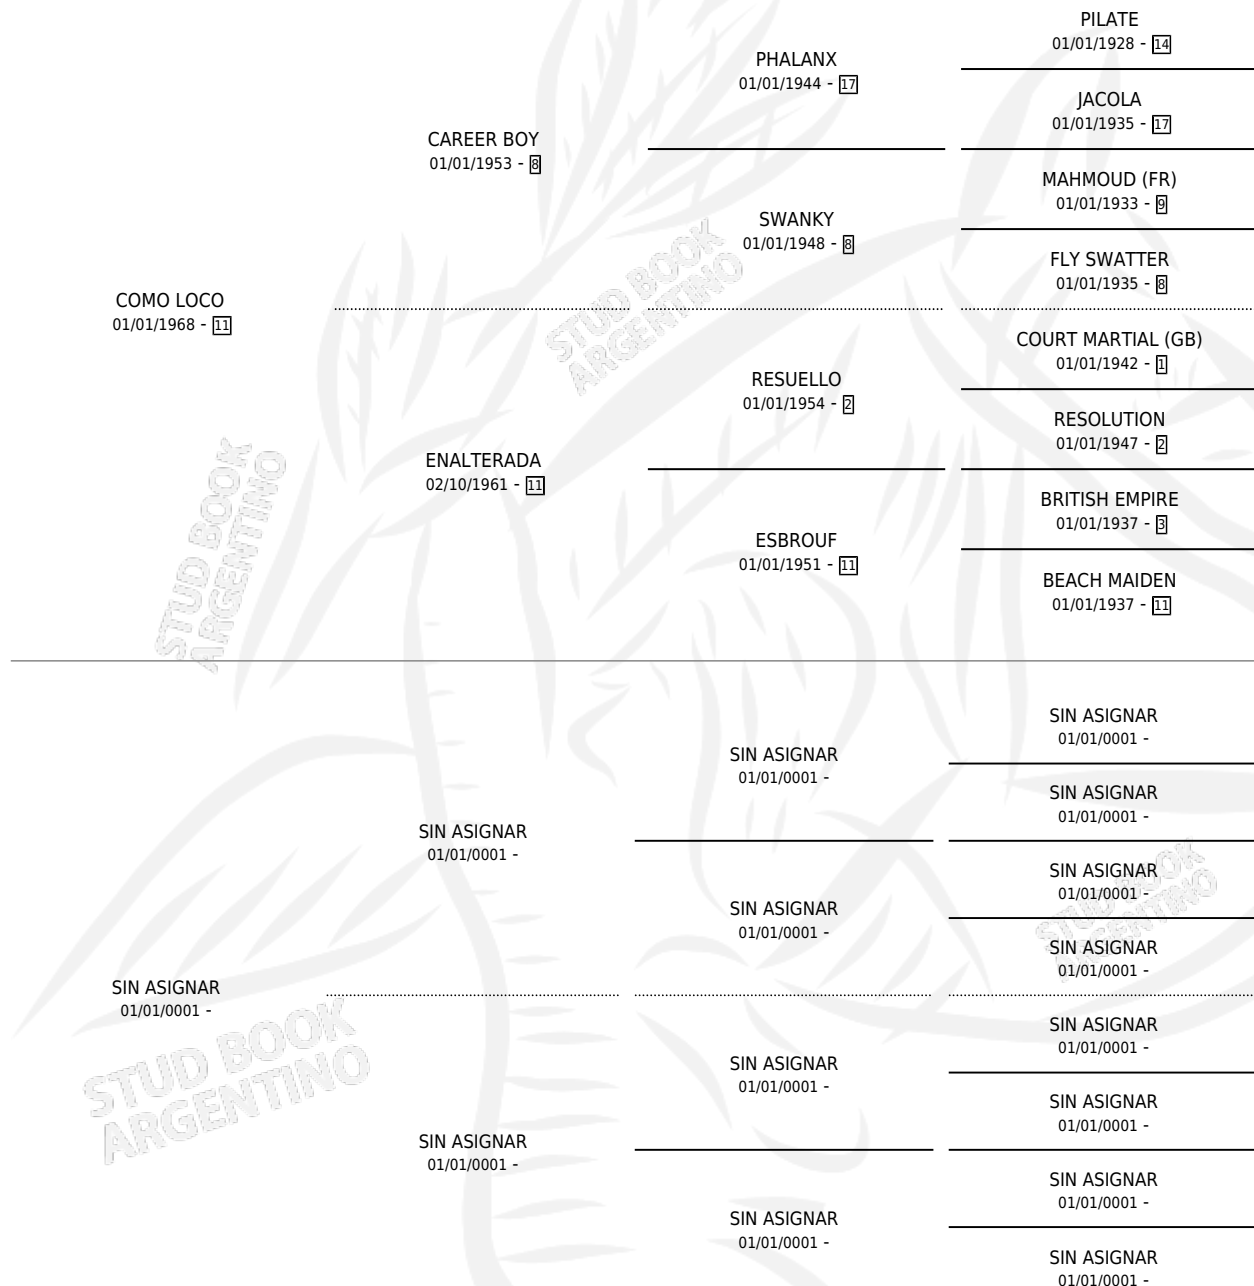 PILATE
01/01/1928 - 14
PHALANX
01/01/1944 - 17
JACOLA
01/01/1935 - 17
CAREER BOY
01/01/1953 - 8
MAHMOUD (FR)
01/01/1933 - 9
SWANKY
01/01/1948 - 8
FLY SWATTER
01/01/1935 - 8
COMO LOCO
01/01/1968 - 11
COURT MARTIAL (GB)
01/01/1942 - 1
RESUELLO
01/01/1954 - 2
RESOLUTION
01/01/1947 - 2
ENALTERADA
02/10/1961 - 11
BRITISH EMPIRE
01/01/1937 - 3
ESBROUF
01/01/1951 - 11
BEACH MAIDEN
01/01/1937 - 11
STUD BOOK
ARGENTINO
STUD BOOK
ARGENTINO
SIN ASIGNAR
01/01/0001 -
SIN ASIGNAR
01/01/0001 -
SIN ASIGNAR
01/01/0001 -
SIN ASIGNAR
01/01/0001 -
SIN ASIGNAR
01/01/0001 -
SIN ASIGNAR
01/01/0001 -
SIN ASIGNAR
01/01/0001 -
SIN ASIGNAR
01/01/0001 -
SIN ASIGNAR
01/01/0001 -
SIN ASIGNAR
01/01/0001 -
SIN ASIGNAR
01/01/0001 -
SIN ASIGNAR
01/01/0001 -
SIN ASIGNAR
01/01/0001 -
SIN ASIGNAR
01/01/0001 -
SIN ASIGNAR
01/01/0001 -
STUD BOOK
ARGENTINO
STUD BOOK
ARGENTINO